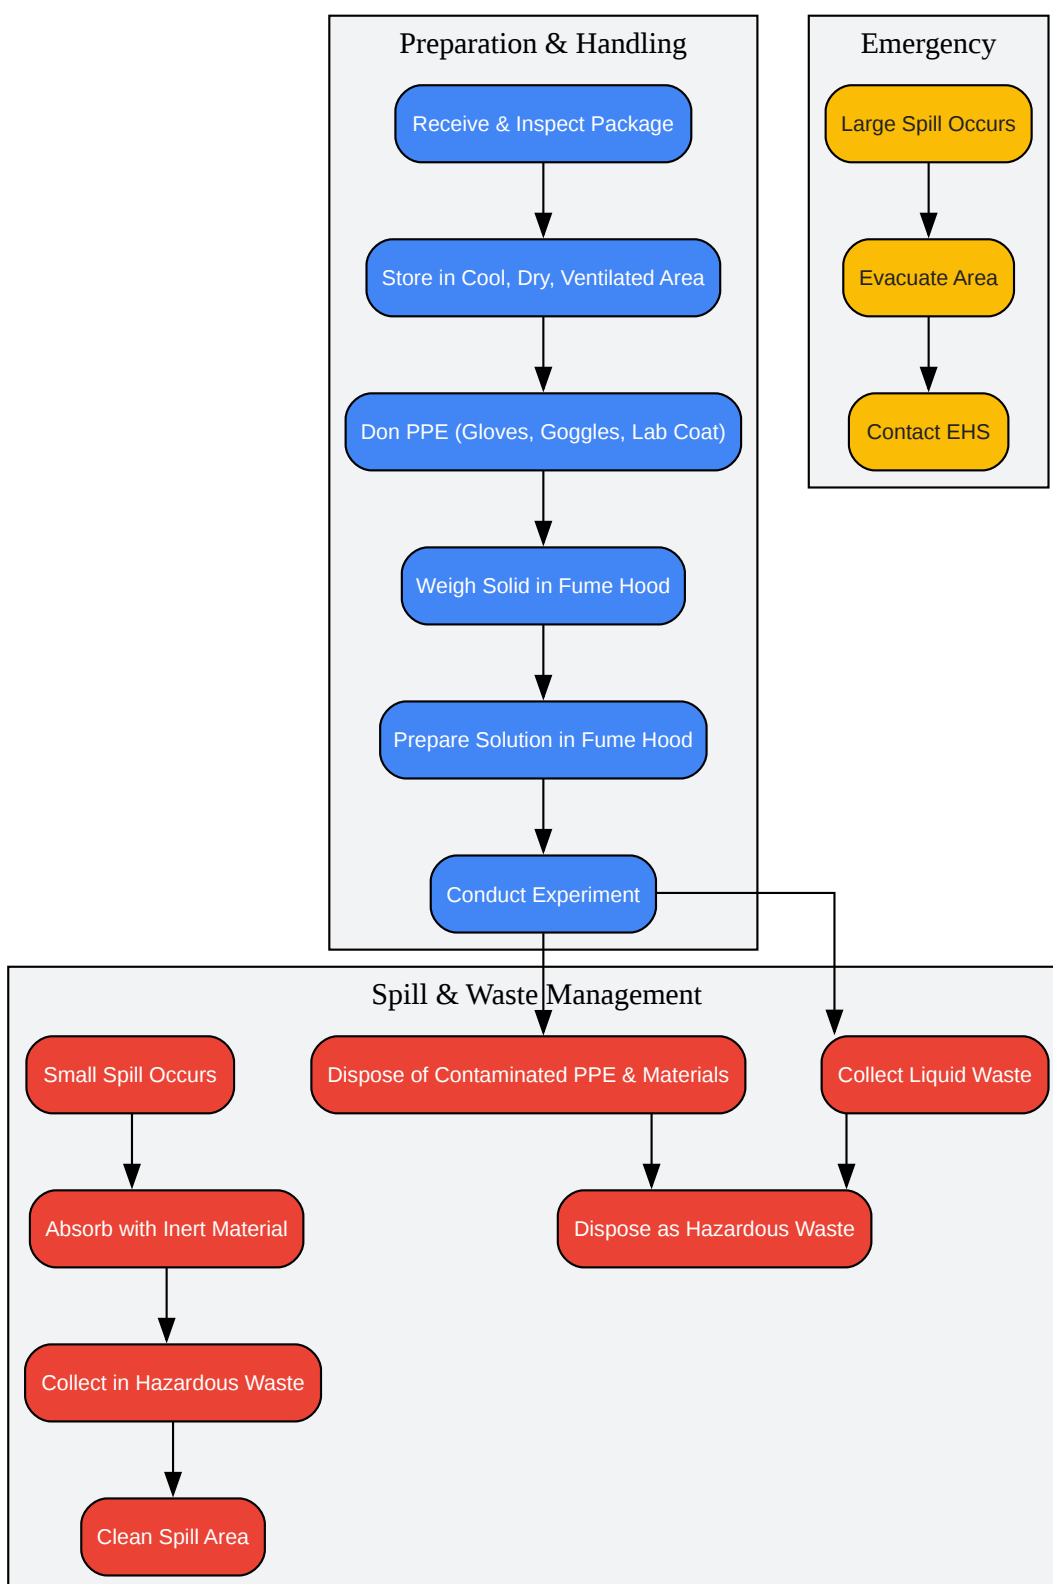 Preparation & Handling
Receive & Inspect Package
Store in Cool, Dry, Ventilated Area
Don PPE (Gloves, Goggles, Lab Coat)
Weigh Solid in Fume Hood
Prepare Solution in Fume Hood
Conduct Experiment
Emergency
Large Spill Occurs
Evacuate Area
Contact EHS
Spill & Waste Management
Small Spill Occurs
Absorb with Inert Material
Collect in Hazardous Waste
Clean Spill Area
Dispose of Contaminated PPE & Materials
Collect Liquid Waste
Dispose as Hazardous Waste